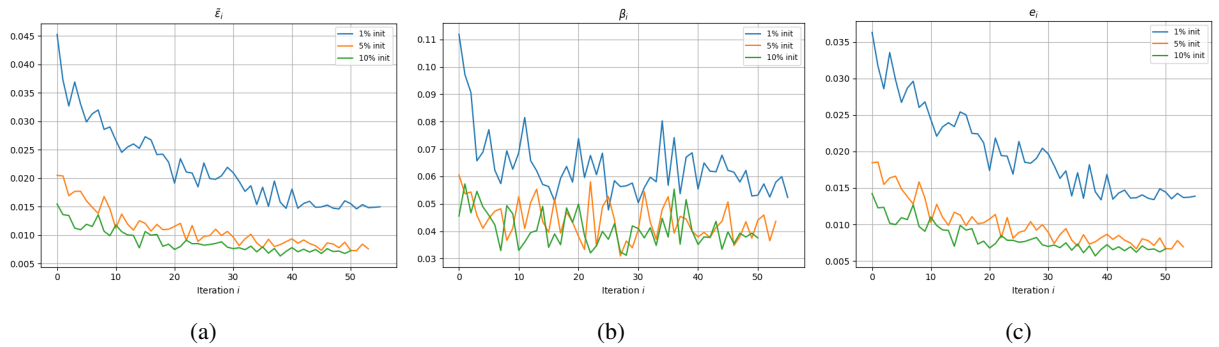 ε̃ᵢ
0.045
0.040
0.035
0.030
0.025
0.020
0.015
0.010
0.005
0 10 20 30 40 50
Iteration i
1% init
5% init
10% init
(a)
βᵢ
0.11
0.10
0.09
0.08
0.07
0.06
0.05
0.04
0.03
0 10 20 30 40 50
Iteration i
1% init
5% init
10% init
(b)
eᵢ
0.035
0.030
0.025
0.020
0.015
0.010
0.005
0 10 20 30 40 50
Iteration i
1% init
5% init
10% init
(c)